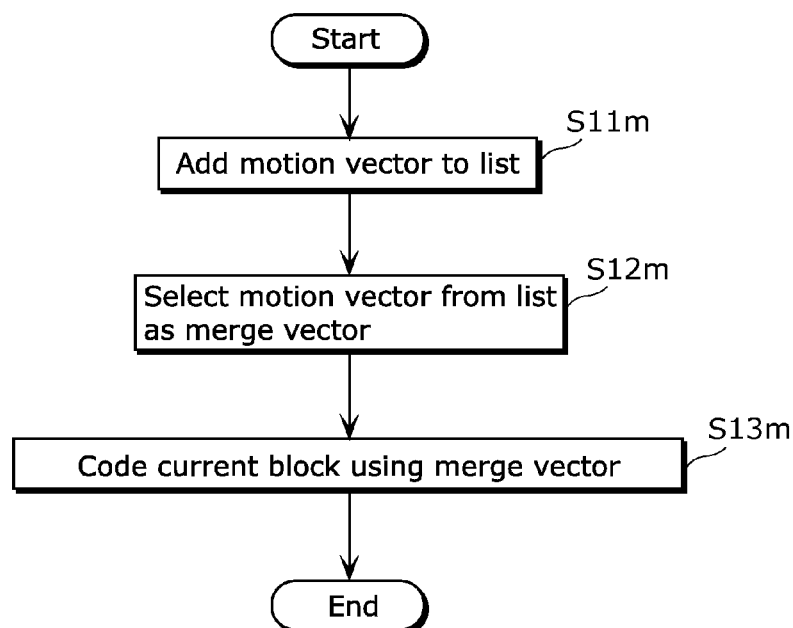 Start
S11m
Add motion vector to list
S12m
Select motion vector from list
as merge vector
S13m
Code current block using merge vector
End